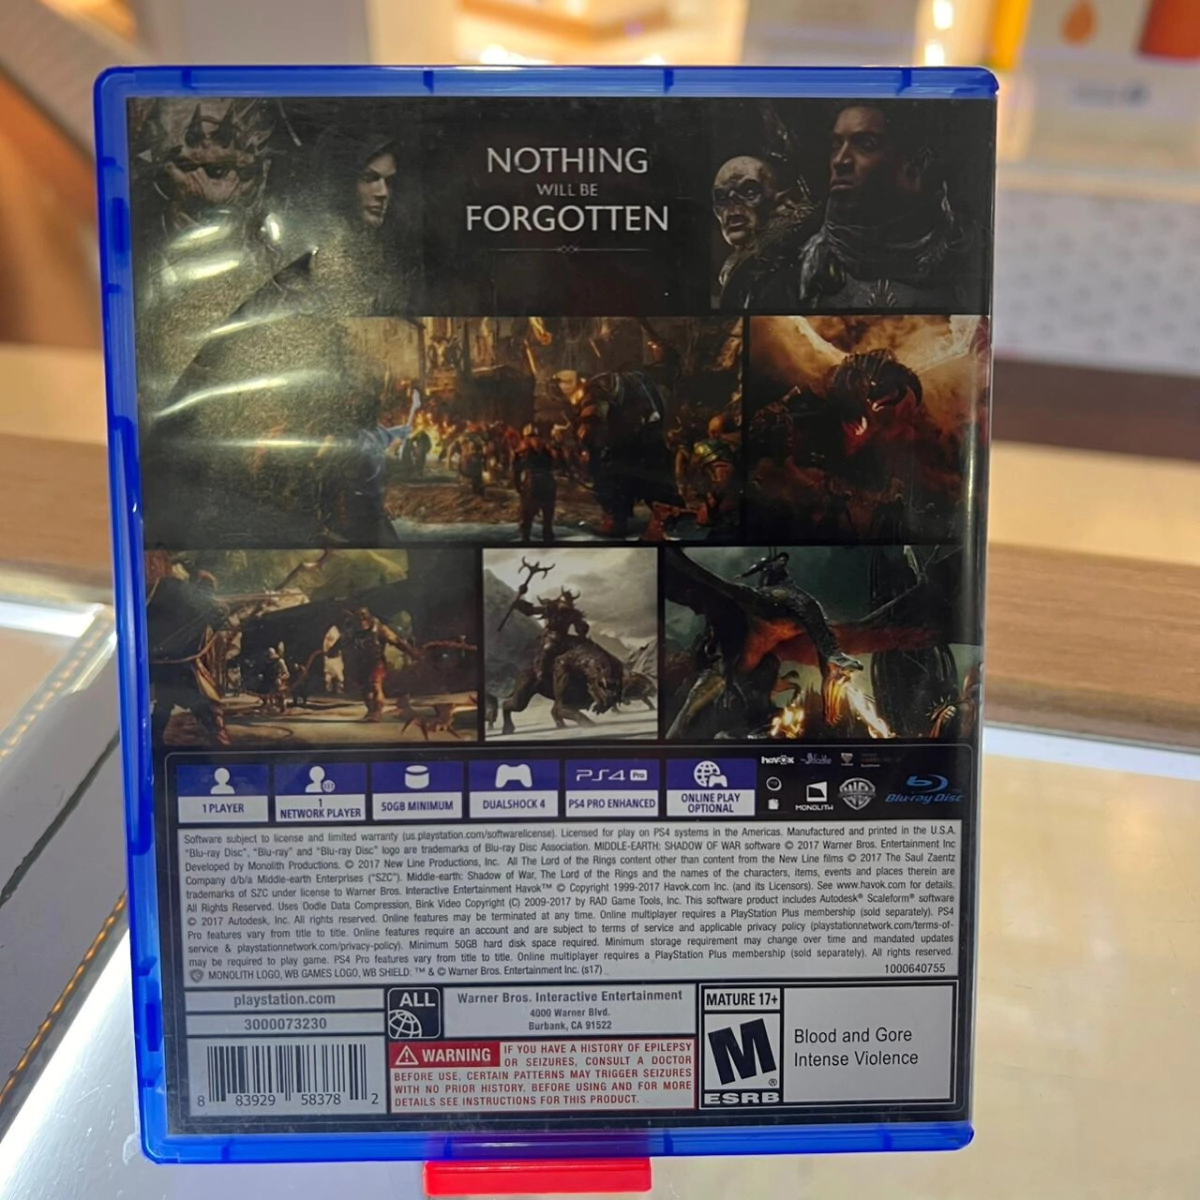 NOTHING
WILL BE
FORGOTTEN
1 PLAYER
1
NETWORK PLAYER
50GB MINIMUM
DUALSHOCK 4
PS4 Pro
PS4 PRO ENHANCED
ONLINE PLAY
OPTIONAL
havok
MONOLITH
Blu-ray Disc
Software subject to license and limited warranty (us.playstation.com/softwarelicense). Licensed for play on PS4 systems in the Americas. Manufactured and printed in the U.S.A.
"Blu-ray Disc", "Blu-ray" and "Blu-ray Disc" logo are trademarks of Blu-ray Disc Association. MIDDLE-EARTH: SHADOW OF WAR software © 2017 Warner Bros. Entertainment Inc
Developed by Monolith Productions. © 2017 New Line Productions, Inc. All The Lord of the Rings content other than content from the New Line films © 2017 The Saul Zaentz
Company d/b/a Middle-earth Enterprises ("SZC"). Middle-earth: Shadow of War, The Lord of the Rings and the names of the characters, items, events and places therein are
trademarks of SZC under license to Warner Bros. Interactive Entertainment Havok™ © Copyright 1999-2017 Havok.com Inc. (and its Licensors). See www.havok.com for details.
All Rights Reserved. Uses Oodle Data Compression, Bink Video Copyright (C) 2009-2017 by RAD Game Tools, Inc. This software product includes Autodesk® Scaleform® software
© 2017 Autodesk, Inc. All rights reserved. Online features may be terminated at any time. Online multiplayer requires a PlayStation Plus membership (sold separately). PS4
Pro features vary from title to title. Online features require an account and are subject to terms of service and applicable privacy policy (playstationnetwork.com/terms-of-
service & playstationnetwork.com/privacy-policy). Minimum 50GB hard disk space required. Minimum storage requirement may change over time and mandated updates
may be required to play game. PS4 Pro features vary from title to title. Online multiplayer requires a PlayStation Plus membership (sold separately). All rights reserved.
MONOLITH LOGO, WB GAMES LOGO, WB SHIELD: ™ & © Warner Bros. Entertainment Inc. (s17)
1000640755
playstation.com
3000073230
ALL
Warner Bros. Interactive Entertainment
4000 Warner Blvd.
Burbank, CA 91522
WARNING IF YOU HAVE A HISTORY OF EPILEPSY
OR SEIZURES, CONSULT A DOCTOR
BEFORE USE. CERTAIN PATTERNS MAY TRIGGER SEIZURES
WITH NO PRIOR HISTORY. BEFORE USING AND FOR MORE
DETAILS SEE INSTRUCTIONS FOR THIS PRODUCT.
MATURE 17+
M
®
ESRB
Blood and Gore
Intense Violence
8 83929 58378 2